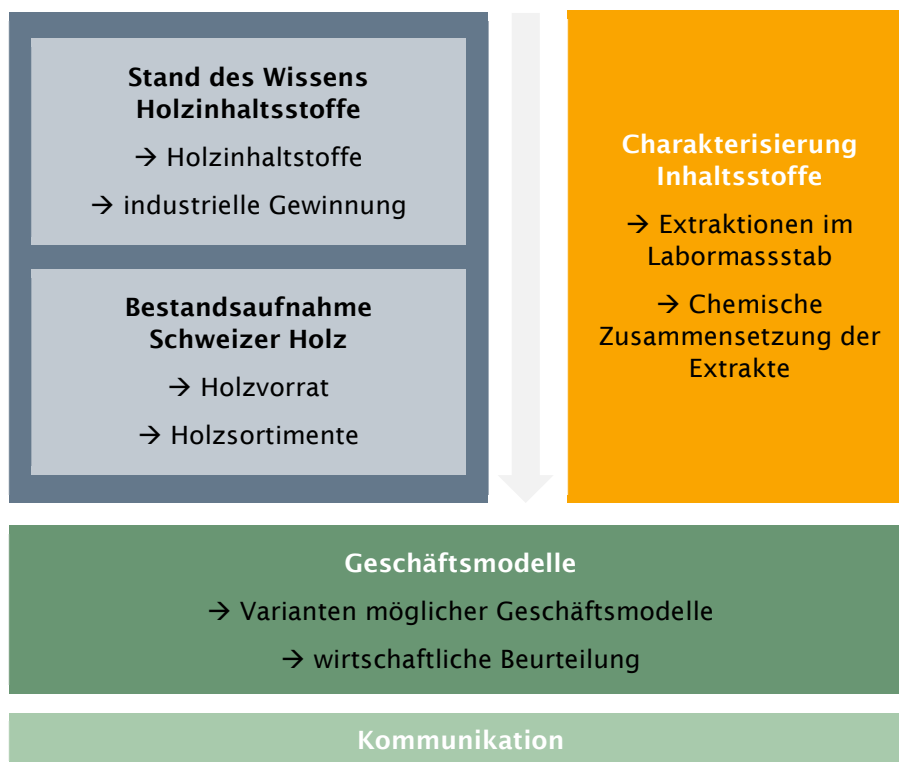 Stand des Wissens
Holzinhaltsstoffe
→ Holzinhaltstoffe
→ industrielle Gewinnung
Bestandsaufnahme
Schweizer Holz
→ Holzvorrat
→ Holzsortimente
Charakterisierung
Inhaltsstoffe
→ Extraktionen im
Labormassstab
→ Chemische
Zusammensetzung der
Extrakte
Geschäftsmodelle
→ Varianten möglicher Geschäftsmodelle
→ wirtschaftliche Beurteilung
Kommunikation